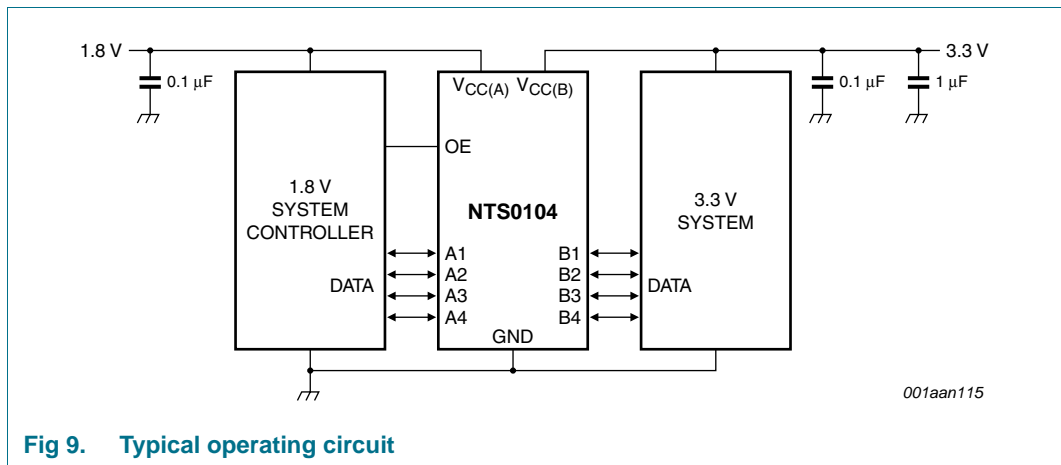 1.8 V
3.3 V
0.1 μF
VCC(A) VCC(B)
0.1 μF
1 μF
OE
1.8 V
SYSTEM
CONTROLLER
NTS0104
3.3 V
SYSTEM
A1
B1
A2
B2
DATA
DATA
A3
B3
A4
B4
GND
001aan115
Fig 9. Typical operating circuit